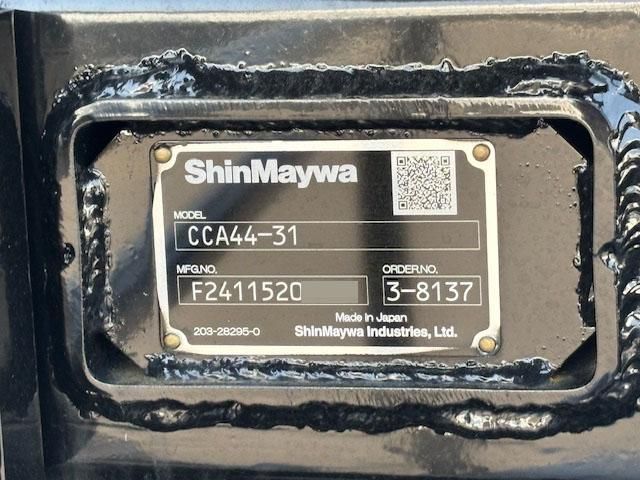 ShinMaywa
MODEL
CCA44-31
MFG.NO.
F2411520
ORDER.NO.
3-8137
Made in Japan
203-28295-0
ShinMaywa Industries, Ltd.